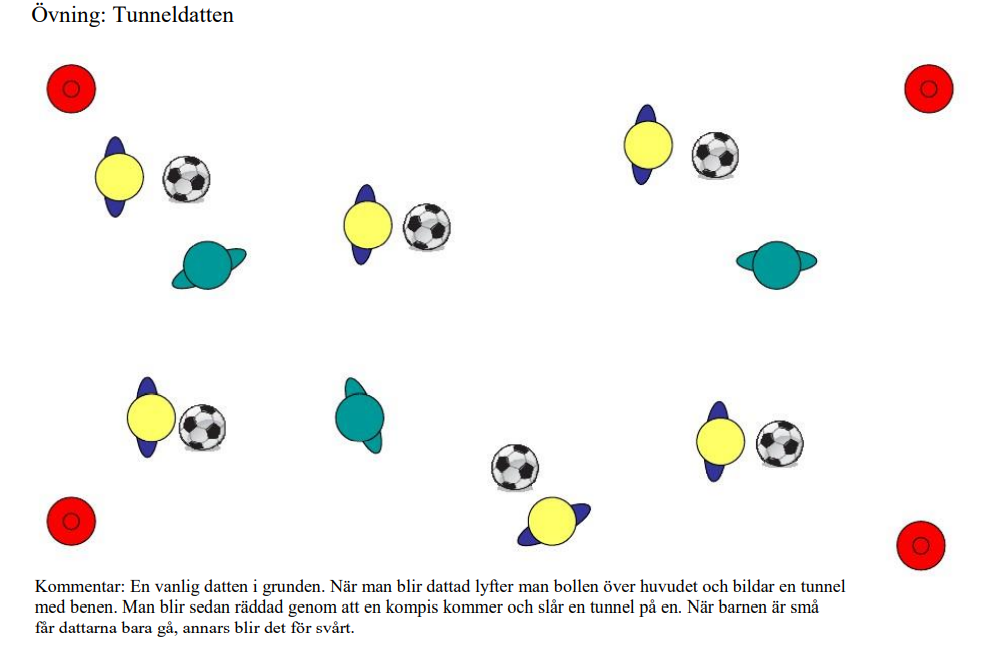 Övning: Tunneldatten
Kommentar: En vanlig datten i grunden. När man blir dattad lyfter man bollen över huvudet och bildar en tunnel
med benen. Man blir sedan räddad genom att en kompis kommer och slår en tunnel på en. När barnen är små
får dattarna bara gå, annars blir det för svårt.